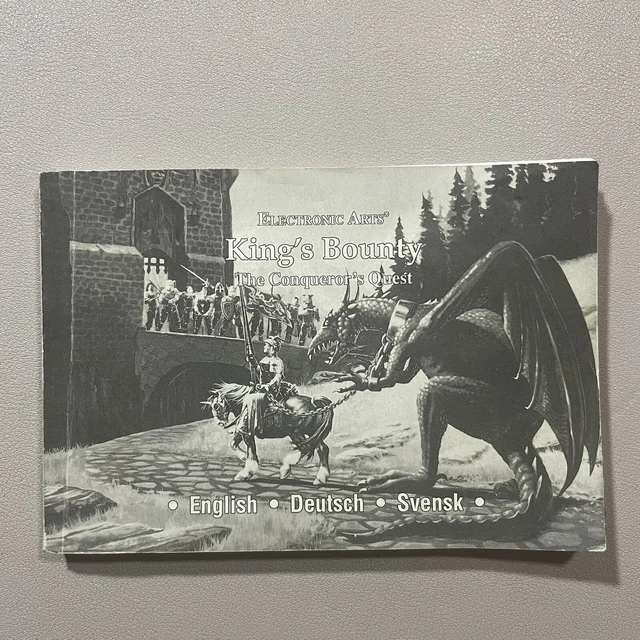 ELECTRONIC ARTS®
King's Bounty
The Conqueror's Quest
• English • Deutsch • Svensk •